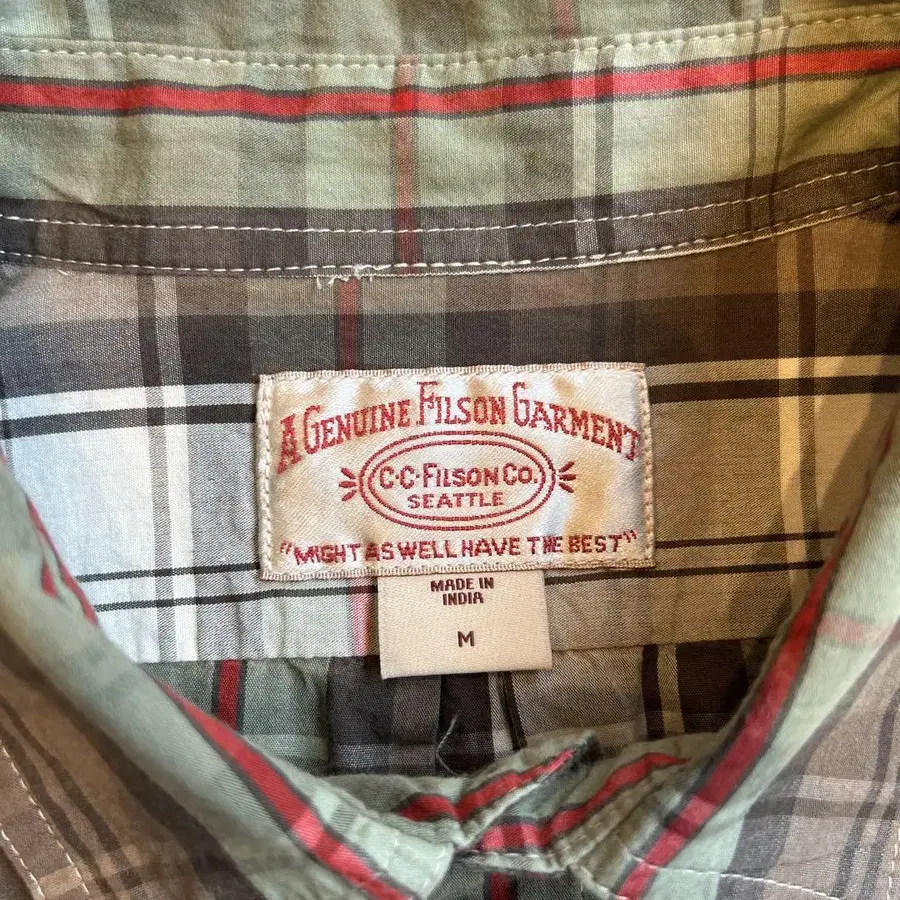 A GENUINE FILSON GARMENT
C·C·FILSON CO.
SEATTLE
"MIGHT AS WELL HAVE THE BEST"
MADE IN
INDIA
M